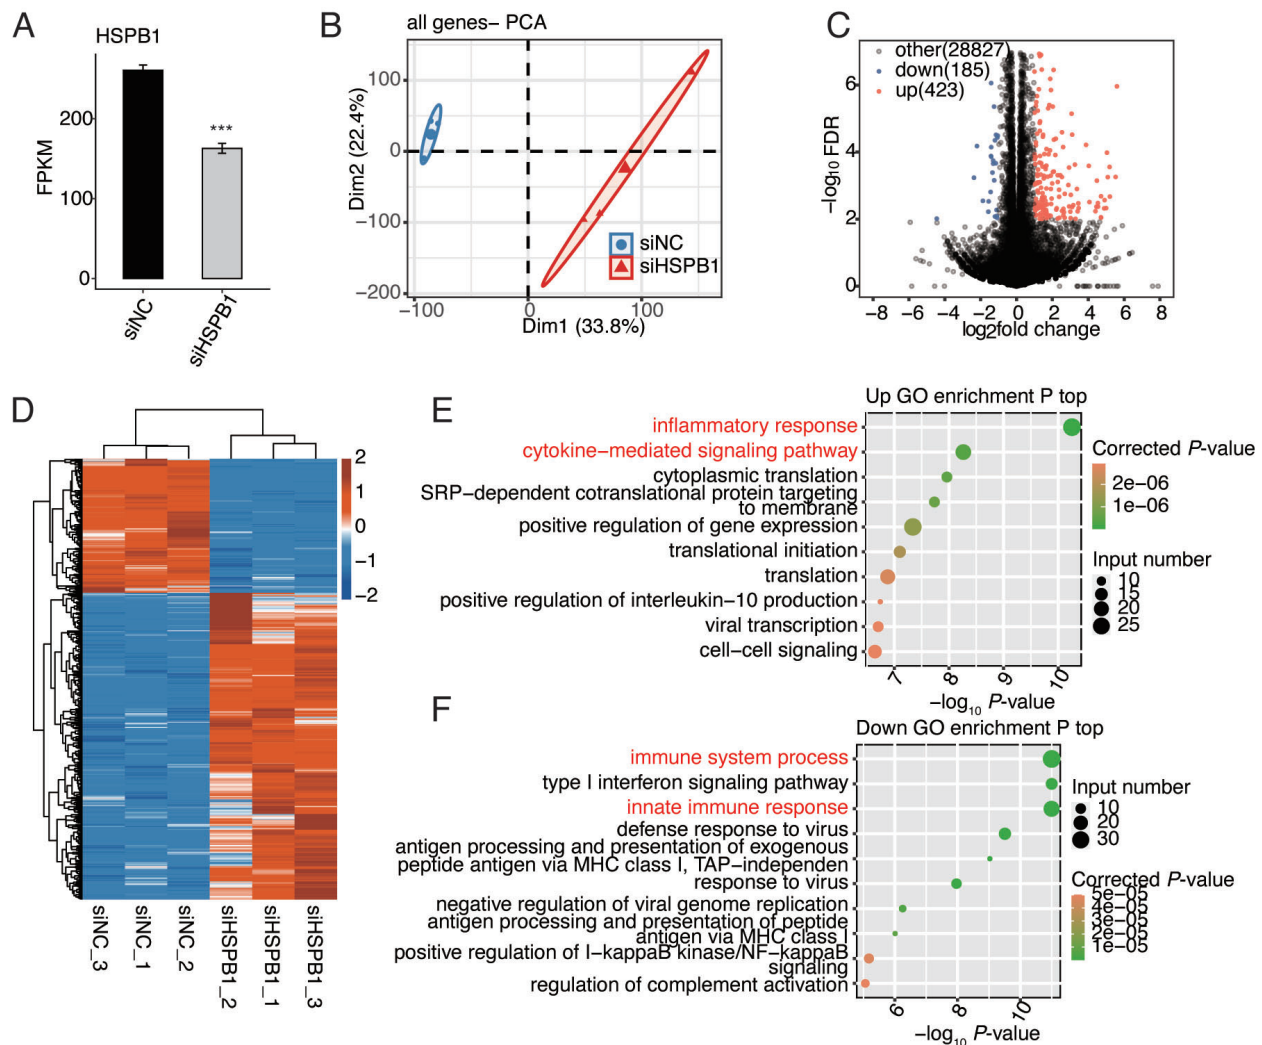 A
HSPB1
FPKM
200
100
0
***
siNC
siHSPB1
B
all genes– PCA
Dim2 (22.4%)
100
0
−100
−200
−100
0
100
Dim1 (33.8%)
siNC
siHSPB1
C
other(28827)
down(185)
up(423)
−log10 FDR
6
4
2
0
−8 −6 −4 −2 0 2 4 6 8
log2fold change
D
2
1
0
−1
−2
siNC_3
siNC_1
siNC_2
siHSPB1_2
siHSPB1_1
siHSPB1_3
E
Up GO enrichment P top
inflammatory response
cytokine−mediated signaling pathway
cytoplasmic translation
SRP−dependent cotranslational protein targeting
to membrane
positive regulation of gene expression
translational initiation
translation
positive regulation of interleukin−10 production
viral transcription
cell−cell signaling
7 8 9 10
−log10 P-value
Corrected P-value
2e−06
1e−06
Input number
10
15
20
25
F
Down GO enrichment P top
immune system process
type I interferon signaling pathway
innate immune response
defense response to virus
antigen processing and presentation of exogenous
peptide antigen via MHC class I, TAP−independen
response to virus
negative regulation of viral genome replication
antigen processing and presentation of peptide
antigen via MHC class I
positive regulation of I−kappaB kinase/NF−kappaB
signaling
regulation of complement activation
6 8 10
−log10 P-value
Input number
10
20
30
Corrected P-value
5e−05
4e−05
3e−05
2e−05
1e−05